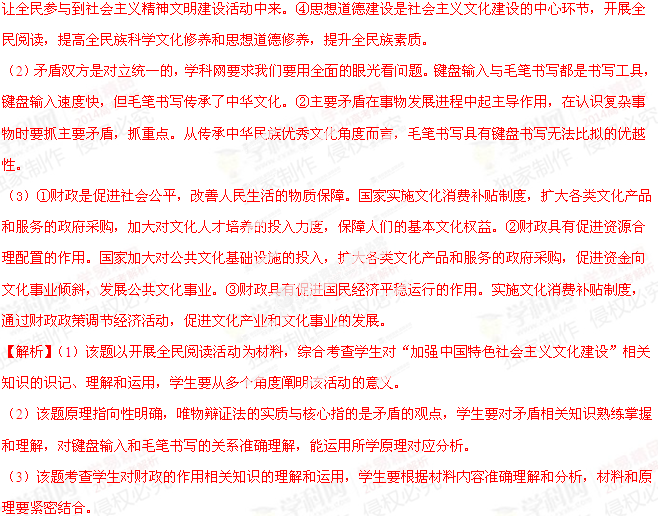 让全民参与到社会主义精神文明建设活动中来。④思想道德建设是社会主义文化建设的中心环节，开展全
民阅读，提高全民族科学文化修养和思想道德修养，提升全民族素质。
（2）矛盾双方是对立统一的，学科网要求我们要用全面的眼光看问题。键盘输入与毛笔书写都是书写工具，
键盘输入速度快，但毛笔书写传承了中华文化。②主要矛盾在事物发展进程中起主导作用，在认识复杂事
物时要抓主要矛盾，抓重点。从传承中华民族优秀文化角度而言，毛笔书写具有键盘书写无法比拟的优越
性。
（3）①财政是促进社会公平，改善人民生活的物质保障。国家实施文化消费补贴制度，扩大各类文化产品
和服务的政府采购，加大对文化人才培养的投入力度，保障人们的基本文化权益。②财政具有促进资源合
理配置的作用。国家加大对公共文化基础设施的投入，扩大各类文化产品和服务的政府采购，促进资金向
文化事业倾斜，发展公共文化事业。③财政具有促进国民经济平稳运行的作用。实施文化消费补贴制度，
通过财政政策调节经济活动，促进文化产业和文化事业的发展。
【解析】（1）该题以开展全民阅读活动为材料，综合考查学生对“加强中国特色社会主义文化建设”相关
知识的识记、理解和运用，学生要从多个角度阐明该活动的意义。
（2）该题原理指向性明确，唯物辩证法的实质与核心指的是矛盾的观点，学生要对矛盾相关知识熟练掌握
和理解，对键盘输入和毛笔书写的关系准确理解，能运用所学原理对应分析。
（3）该题考查学生对财政的作用相关知识的理解和运用，学生要根据材料内容准确理解和分析，材料和原
理要紧密结合。